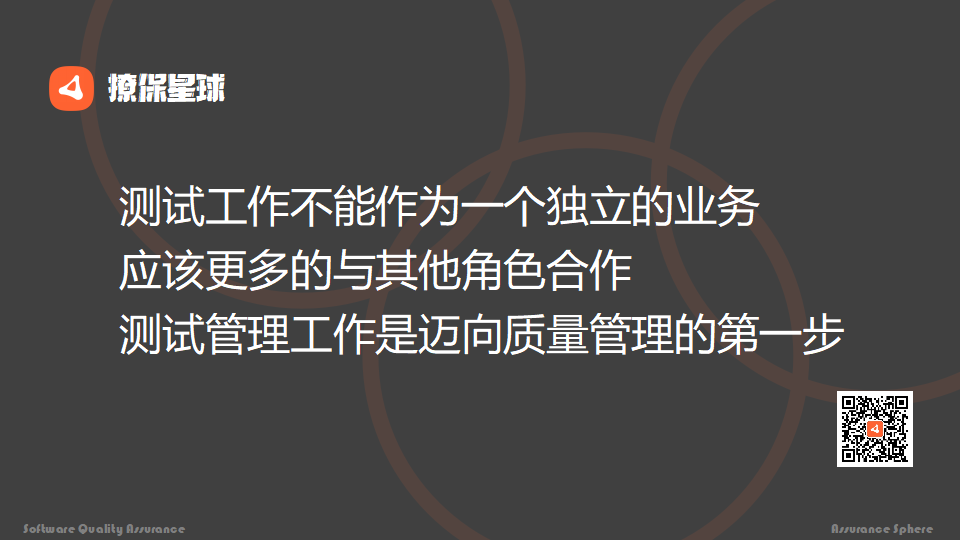 撩保星球
测试工作不能作为一个独立的业务
应该更多的与其他角色合作
测试管理工作是迈向质量管理的第一步
Software Quality Assurance
Assurance Sphere